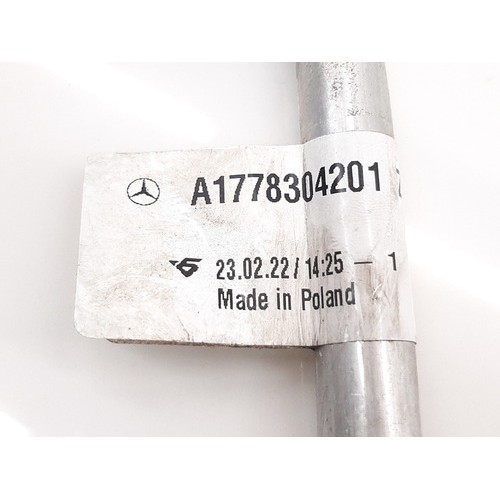 A1778304201
23.02.22 / 14:25 - 1
Made in Poland